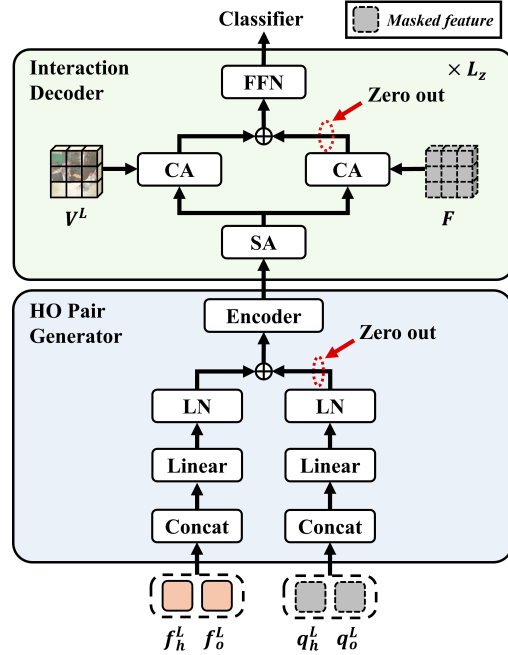 Classifier
Masked feature
Interaction
Decoder
× L_z
FFN
Zero out
CA
CA
V^L
F
SA
HO Pair
Generator
Encoder
Zero out
LN
LN
Linear
Linear
Concat
Concat
f_h^L f_o^L q_h^L q_o^L